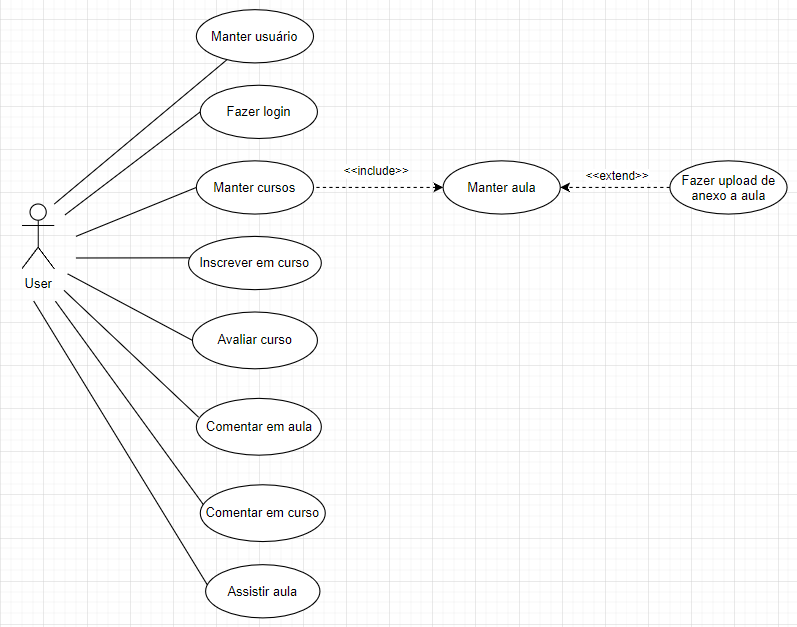 Manter usuário
Fazer login
Manter cursos
<<include>>
Manter aula
<<extend>>
Fazer upload de
anexo a aula
User
Inscrever em curso
Avaliar curso
Comentar em aula
Comentar em curso
Assistir aula